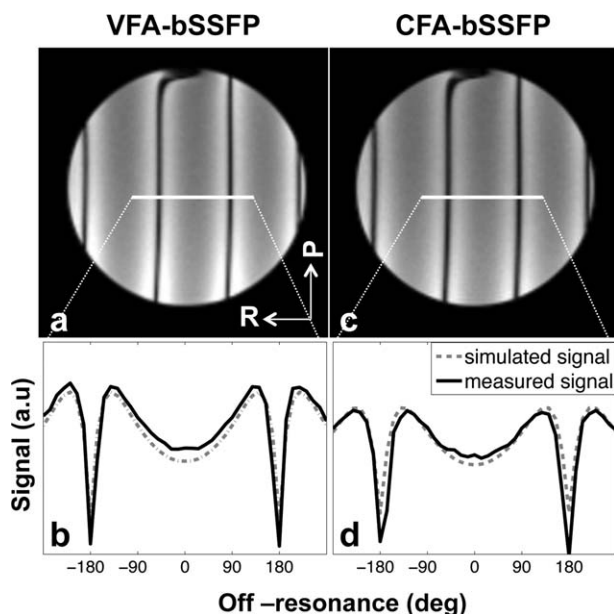 VFA-bSSFP CFA-bSSFP
a R P c
simulated signal
measured signal
Signal (a.u)
b d
−180 −90 0 90 180 −180 −90 0 90 180
Off –resonance (deg)